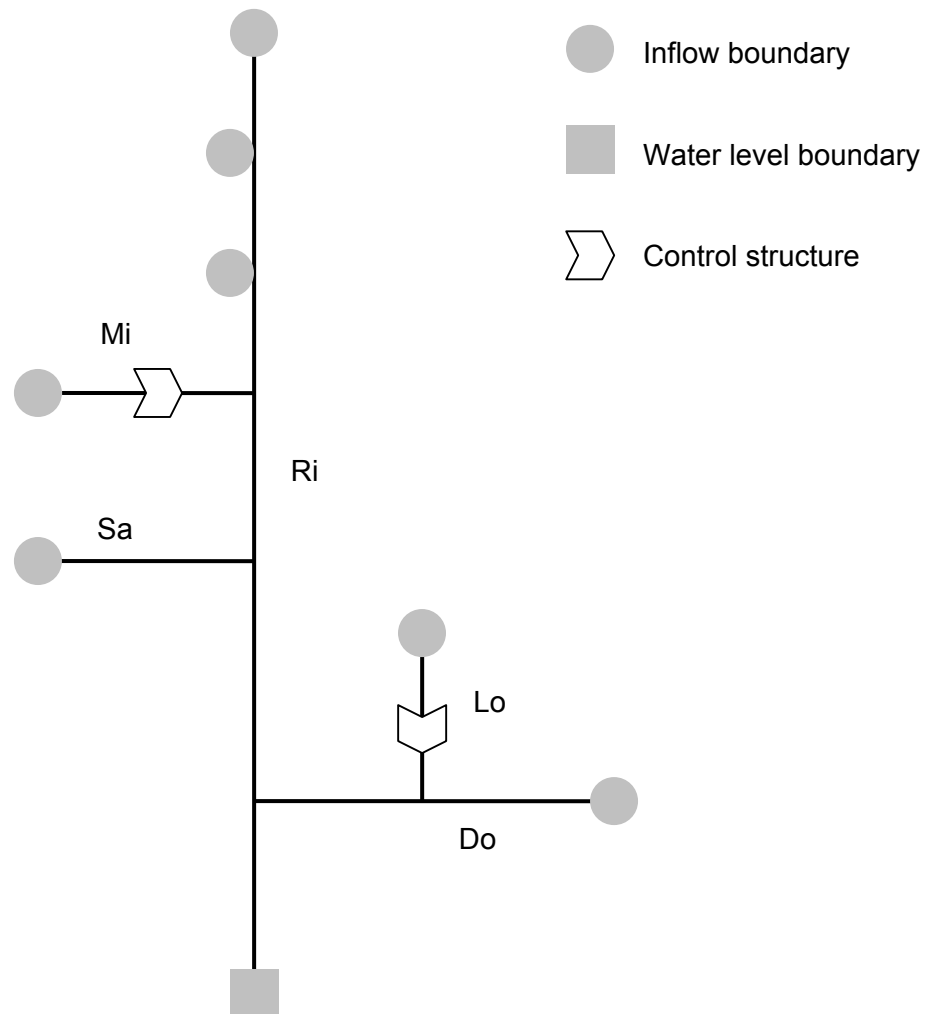 Inflow boundary
Water level boundary
Control structure
Mi
Ri
Sa
Lo
Do